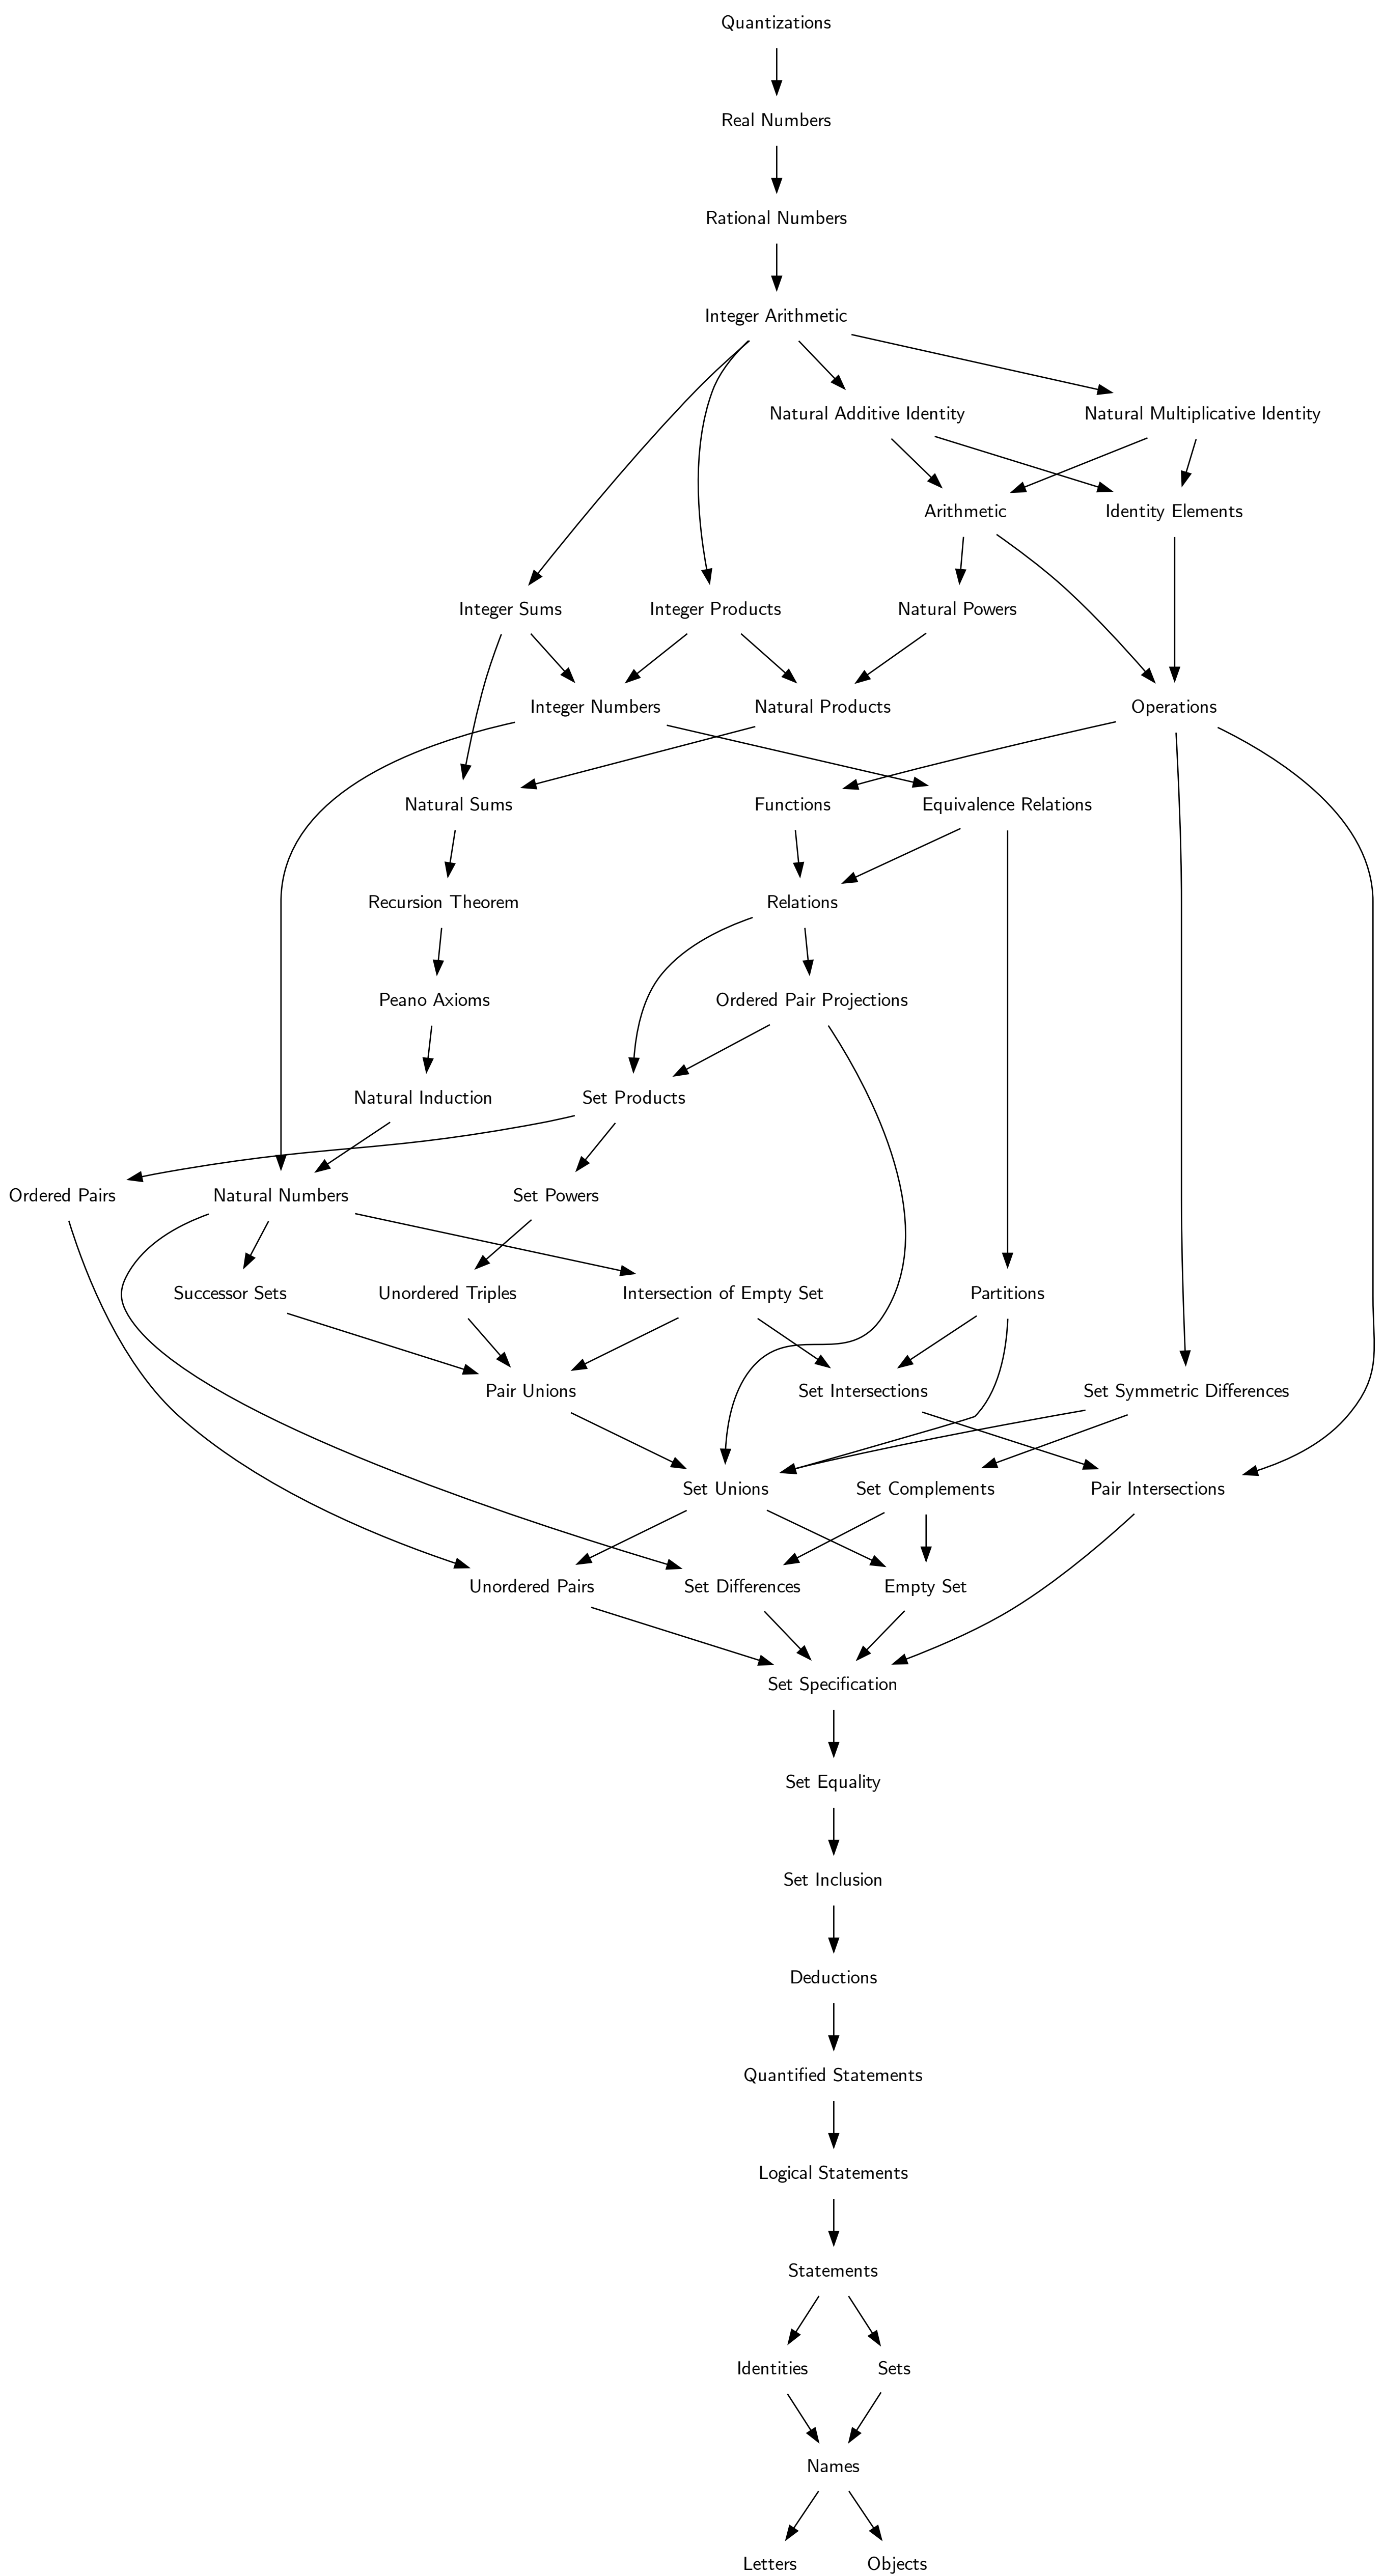 Quantizations
Real Numbers
Rational Numbers
Integer Arithmetic
Natural Additive Identity
Natural Multiplicative Identity
Arithmetic
Identity Elements
Integer Sums
Integer Products
Natural Powers
Integer Numbers
Natural Products
Operations
Natural Sums
Functions
Equivalence Relations
Recursion Theorem
Relations
Peano Axioms
Ordered Pair Projections
Natural Induction
Set Products
Ordered Pairs
Natural Numbers
Set Powers
Successor Sets
Unordered Triples
Intersection of Empty Set
Partitions
Pair Unions
Set Intersections
Set Symmetric Differences
Set Unions
Set Complements
Pair Intersections
Unordered Pairs
Set Differences
Empty Set
Set Specification
Set Equality
Set Inclusion
Deductions
Quantified Statements
Logical Statements
Statements
Identities
Sets
Names
Letters
Objects